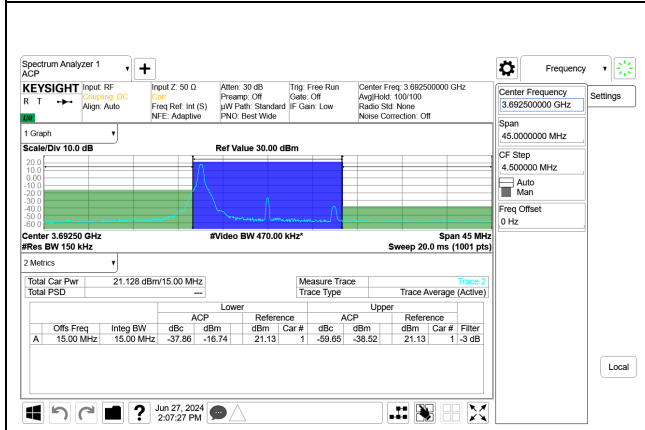 Spectrum Analyzer 1
ACP
Frequency
KEYSIGHT
R T
Input: RF
Coupling: DC
Align: Auto
Input Z: 50 Ω
Corr
Freq Ref: Int (S)
NFE: Adaptive
Atten: 30 dB
Preamp: Off
µW Path: Standard
PNO: Best Wide
Trig: Free Run
Gate: Off
IF Gain: Low
Center Freq: 3.692500000 GHz
Avg|Hold: 100/100
Radio Std: None
Noise Correction: Off
1 Graph
Scale/Div 10.0 dB
Ref Value 30.00 dBm
20.0
10.0
0.00
-10.0
-20.0
-30.0
-40.0
-50.0
-60.0
Center 3.69250 GHz
#Video BW 470.00 kHz*
Span 45 MHz
#Res BW 150 kHz
Sweep 20.0 ms (1001 pts)
2 Metrics
Total Car Pwr 21.128 dBm/15.00 MHz
Total PSD ---
Measure Trace Trace 2
Trace Type Trace Average (Active)
Lower Upper
ACP Reference ACP Reference
Offs Freq Integ BW dBc dBm dBm Car # dBc dBm dBm Car # Filter
A 15.00 MHz 15.00 MHz -37.86 -16.74 21.13 1 -59.65 -38.52 21.13 1 -3 dB
Center Frequency
3.692500000 GHz
Settings
Span
45.0000000 MHz
CF Step
4.500000 MHz
Auto
Man
Freq Offset
0 Hz
Local
?
Jun 27, 2024
2:07:27 PM